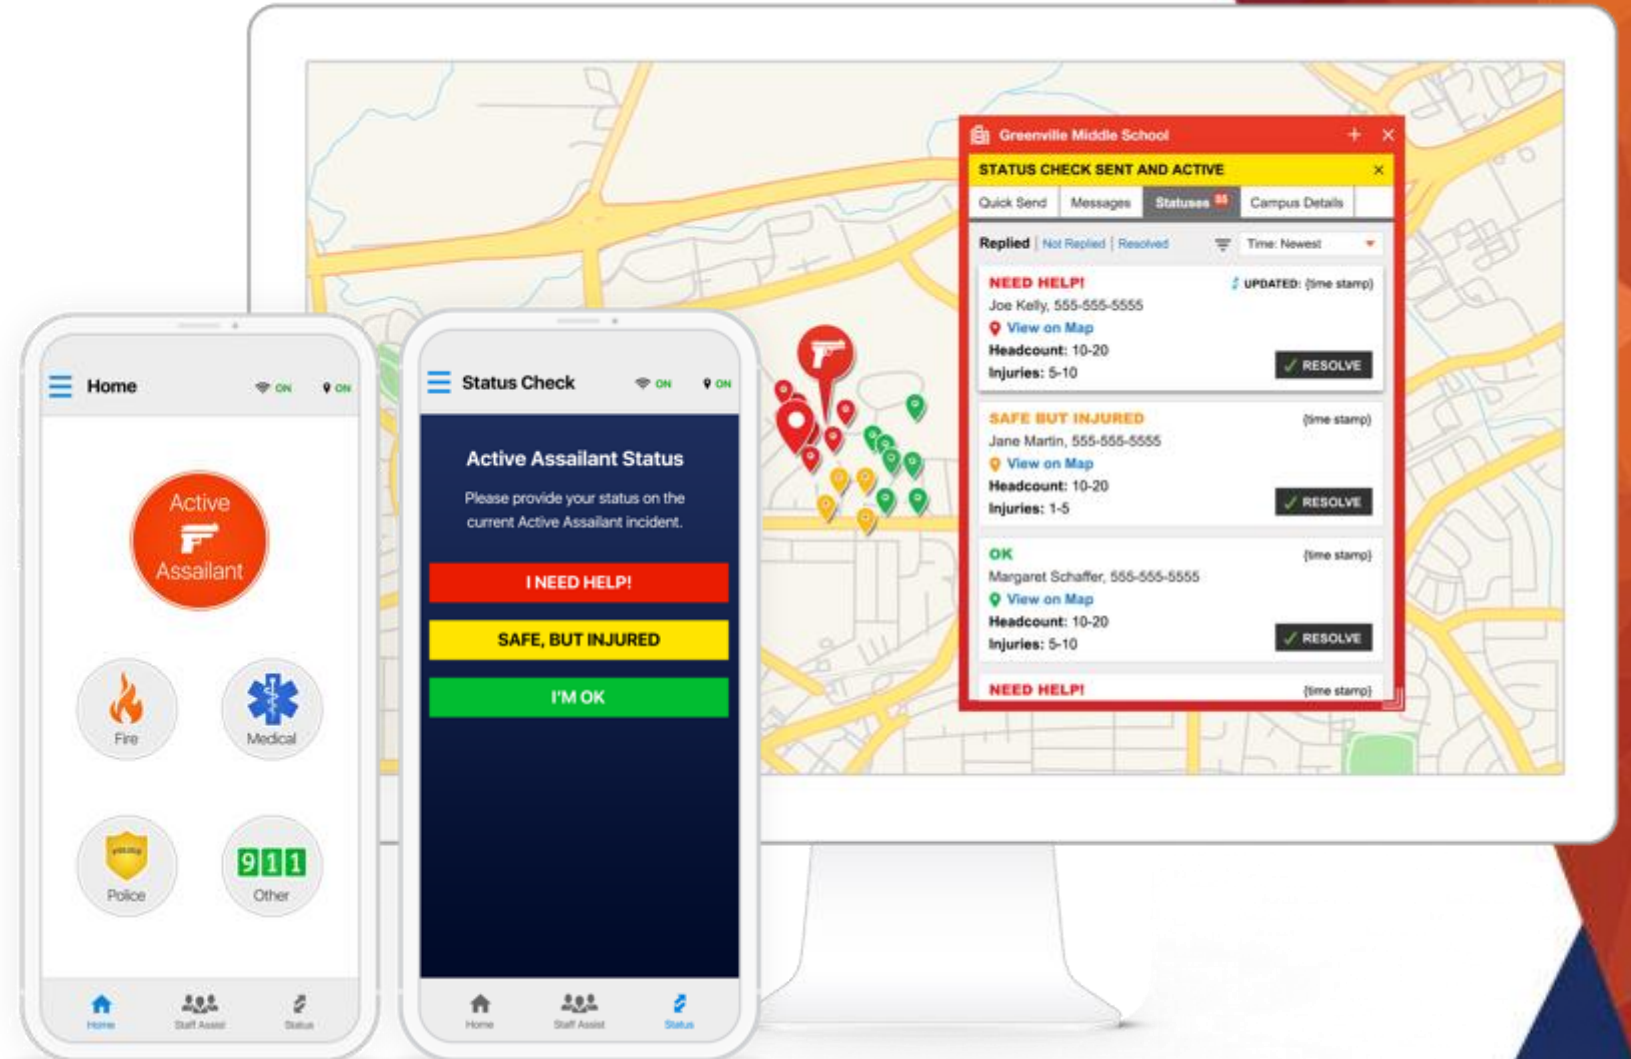 Home
ON
ON
Active
Assailant
Fire
Medical
POLICE
Police
911
Other
Home
Staff Assist
Status
Status Check
ON
ON
Active Assailant Status
Please provide your status on the
current Active Assailant incident.
I NEED HELP!
SAFE, BUT INJURED
I'M OK
Home
Staff Assist
Status
Greenville Middle School
STATUS CHECK SENT AND ACTIVE
Quick Send
Messages
Statuses
Campus Details
Replied | Not Replied | Resolved
Time: Newest
NEED HELP!
UPDATED: {time stamp}
Joe Kelly, 555-555-5555
View on Map
Headcount: 10-20
Injuries: 5-10
RESOLVE
SAFE BUT INJURED
{time stamp}
Jane Martin, 555-555-5555
View on Map
Headcount: 10-20
Injuries: 1-5
RESOLVE
OK
{time stamp}
Margaret Schaffer, 555-555-5555
View on Map
Headcount: 10-20
Injuries: 5-10
RESOLVE
NEED HELP!
{time stamp}